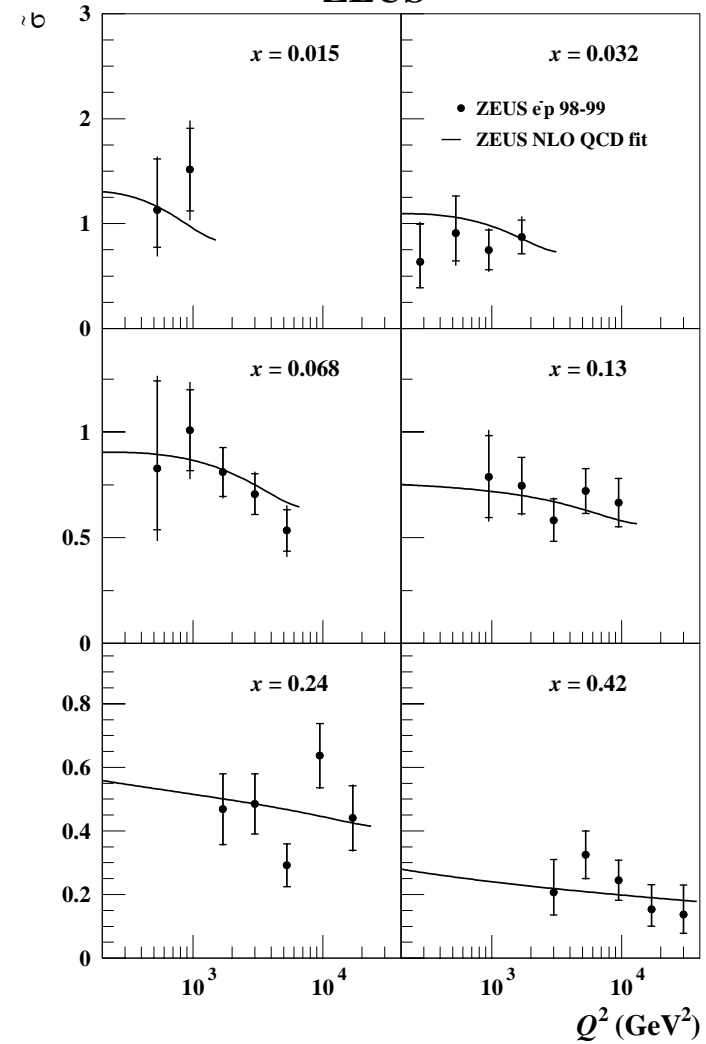 ZEUS
σ̃
3
x = 0.015
x = 0.032
ZEUS e⁻p 98-99
2
ZEUS NLO QCD fit
1
0
x = 0.068
x = 0.13
1
0.5
0
x = 0.24
x = 0.42
0.8
0.6
0.4
0.2
0
10³ 10⁴ 10³ 10⁴
Q² (GeV²)